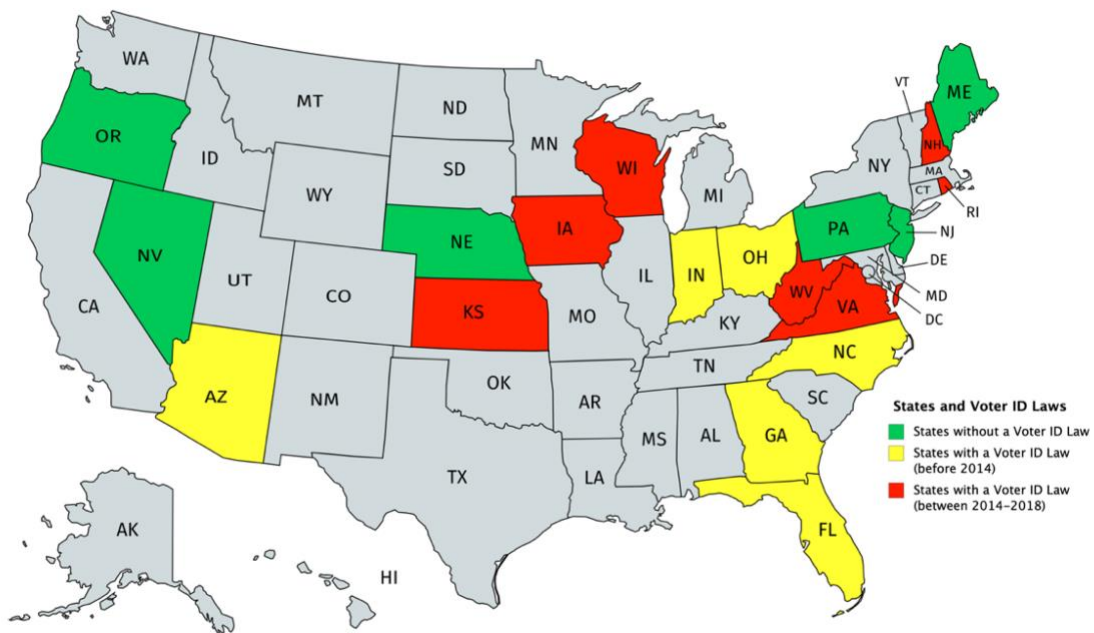 WA
OR
CA
NV
ID
MT
WY
UT
AZ
CO
NM
ND
SD
NE
KS
OK
TX
MN
IA
MO
AR
LA
WI
IL
MI
IN
OH
KY
TN
MS
AL
GA
FL
SC
NC
WV
VA
PA
NY
VT
NH
ME
MA
CT
RI
NJ
DE
MD
DC
AK
HI
States and Voter ID Laws
States without a Voter ID Law
States with a Voter ID Law
(before 2014)
States with a Voter ID Law
(between 2014–2018)